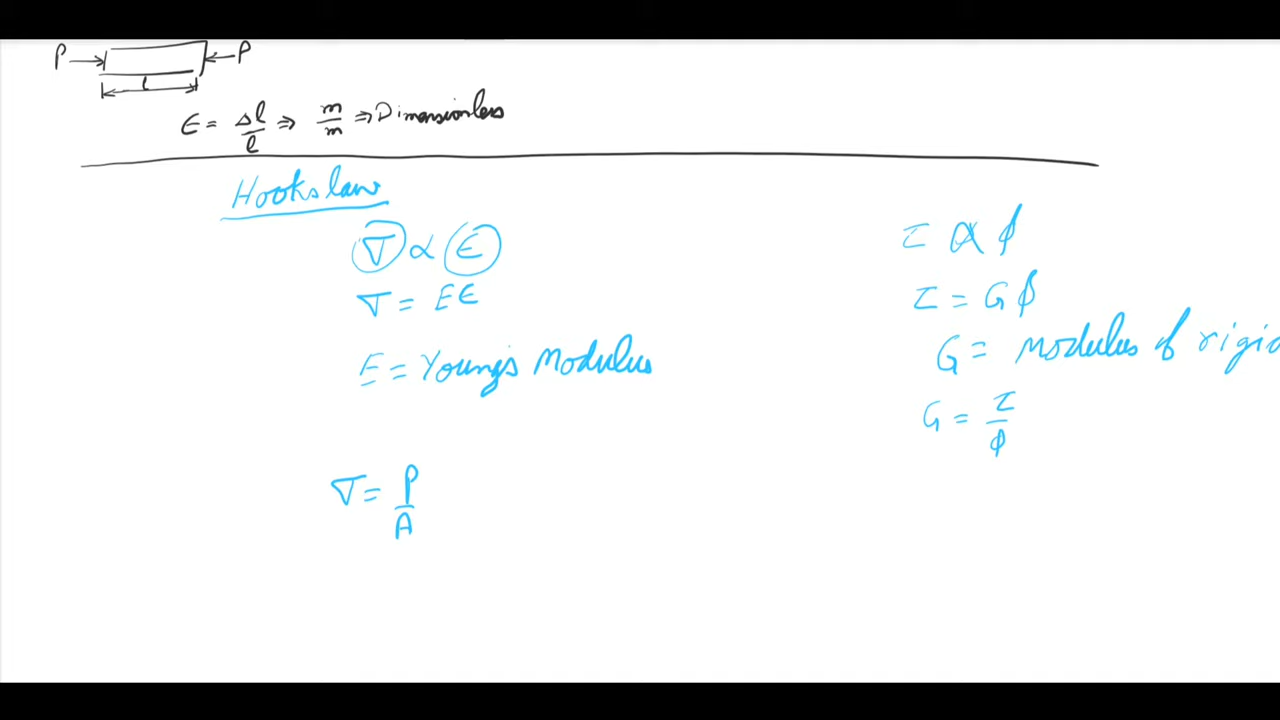 P → ← P
l
ϵ = Δl/l ⇒ m/m ⇒ Dimensionless
Hooks law
σ ∝ ϵ
σ = Eϵ
E = Young's Modulus
σ = P/A
τ ∝ ϕ
τ = Gϕ
G = Modulus of rigid
G = τ/ϕ